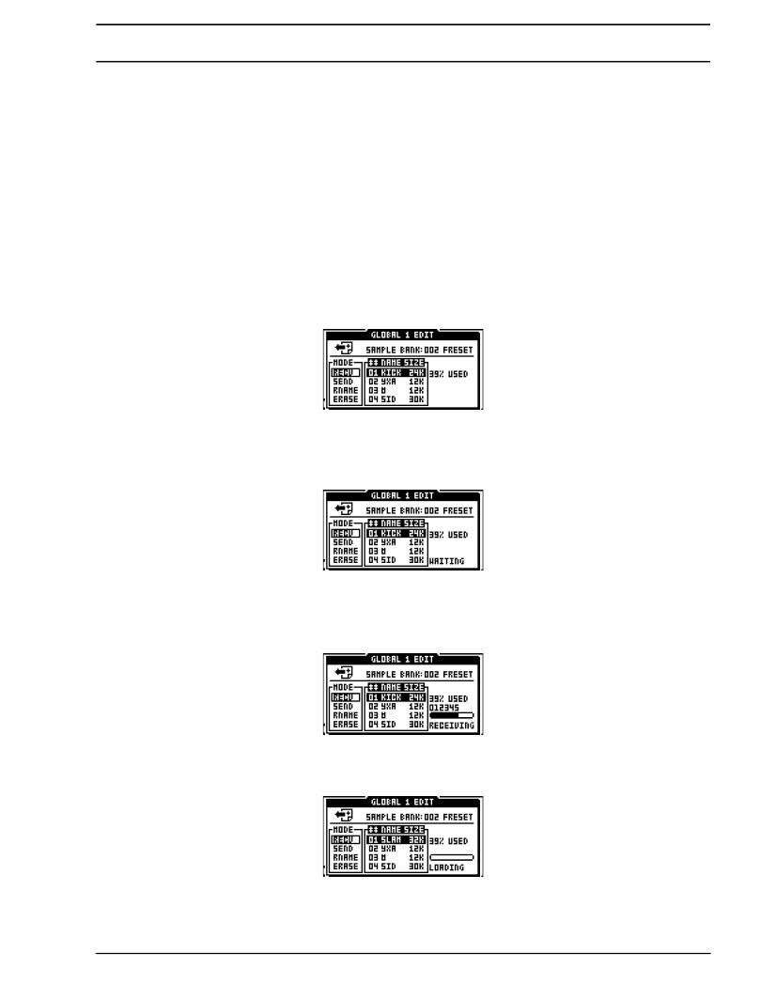 GLOBAL 1 EDIT
SAMPLE BANK:002 FRESET
MODE ## NAME SIZE
RECV 01 KICK 24K 39% USED
SEND 02 YXA 12K
RNAME 03 U 12K
ERASE 04 SID 30K
GLOBAL 1 EDIT
SAMPLE BANK:002 FRESET
MODE ## NAME SIZE
RECV 01 KICK 24K 39% USED
SEND 02 YXA 12K
RNAME 03 U 12K
ERASE 04 SID 30K WAITING
GLOBAL 1 EDIT
SAMPLE BANK:002 FRESET
MODE ## NAME SIZE
RECV 01 KICK 24K 39% USED
SEND 02 YXA 12K 012345
RNAME 03 U 12K
ERASE 04 SID 30K RECEIVING
GLOBAL 1 EDIT
SAMPLE BANK:002 FRESET
MODE ## NAME SIZE
RECV 01 SLAM 32K 39% USED
SEND 02 YXA 12K
RNAME 03 U 12K
ERASE 04 SID 30K LOADING